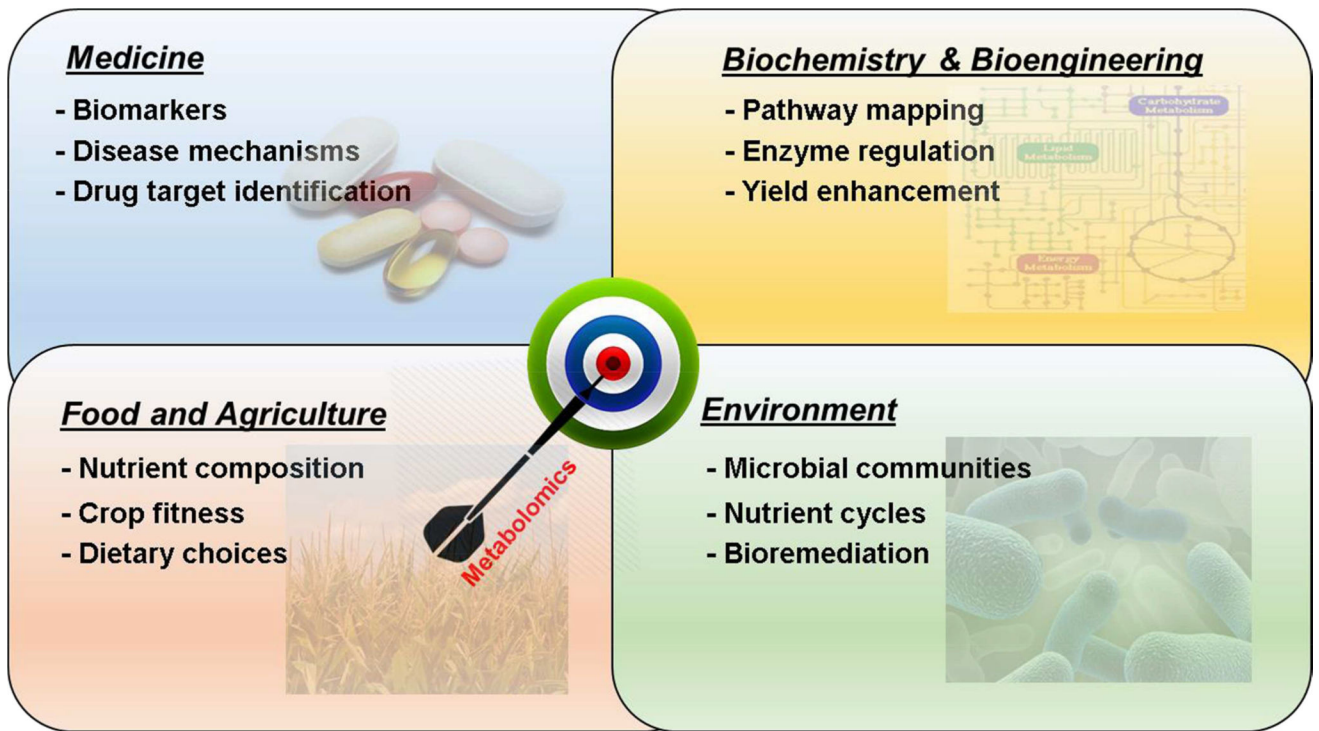 Medicine
- Biomarkers
- Disease mechanisms
- Drug target identification
Biochemistry & Bioengineering
- Pathway mapping
- Enzyme regulation
- Yield enhancement
Carbohydrate
Metabolism
Lipid
Metabolism
Energy
Metabolism
Food and Agriculture
- Nutrient composition
- Crop fitness
- Dietary choices
Metabolomics
Environment
- Microbial communities
- Nutrient cycles
- Bioremediation